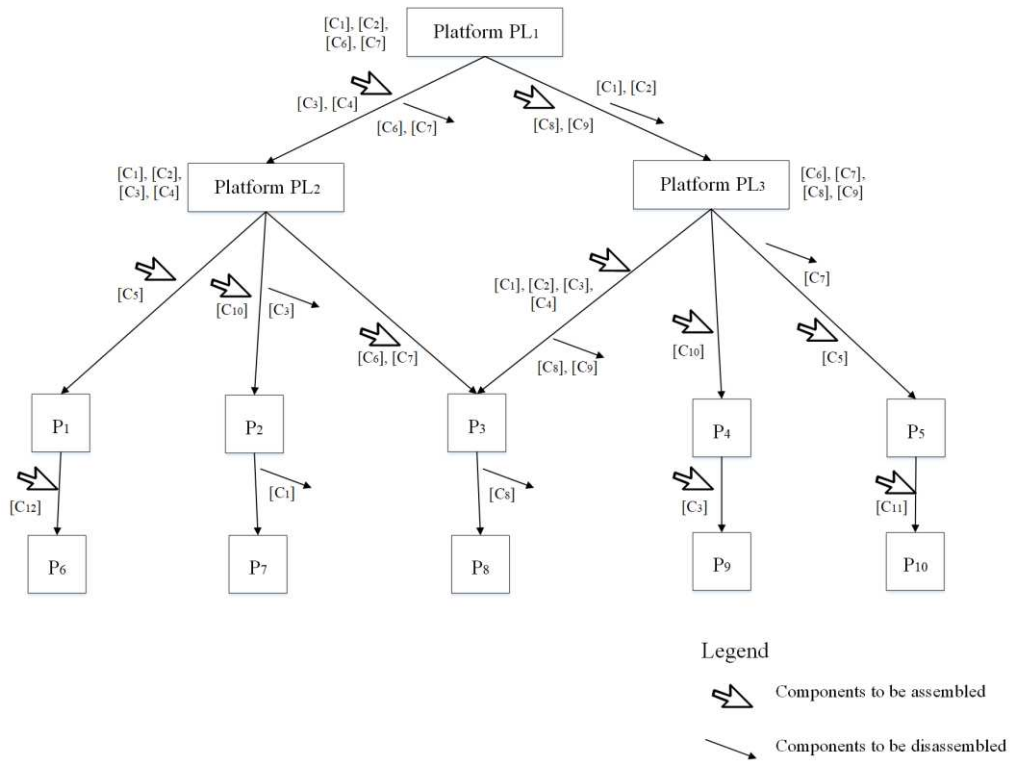 [C1], [C2],
[C6], [C7]
Platform PL1
[C3], [C4]
[C6], [C7]
[C8], [C9]
[C1], [C2]
[C1], [C2],
[C3], [C4]
Platform PL2
Platform PL3
[C6], [C7],
[C8], [C9]
[C5]
[C10]
[C3]
[C6], [C7]
[C1], [C2], [C3],
[C4]
[C8], [C9]
[C10]
[C7]
[C5]
P1
P2
P3
P4
P5
[C12]
[C1]
[C8]
[C3]
[C11]
P6
P7
P8
P9
P10
Legend
Components to be assembled
Components to be disassembled